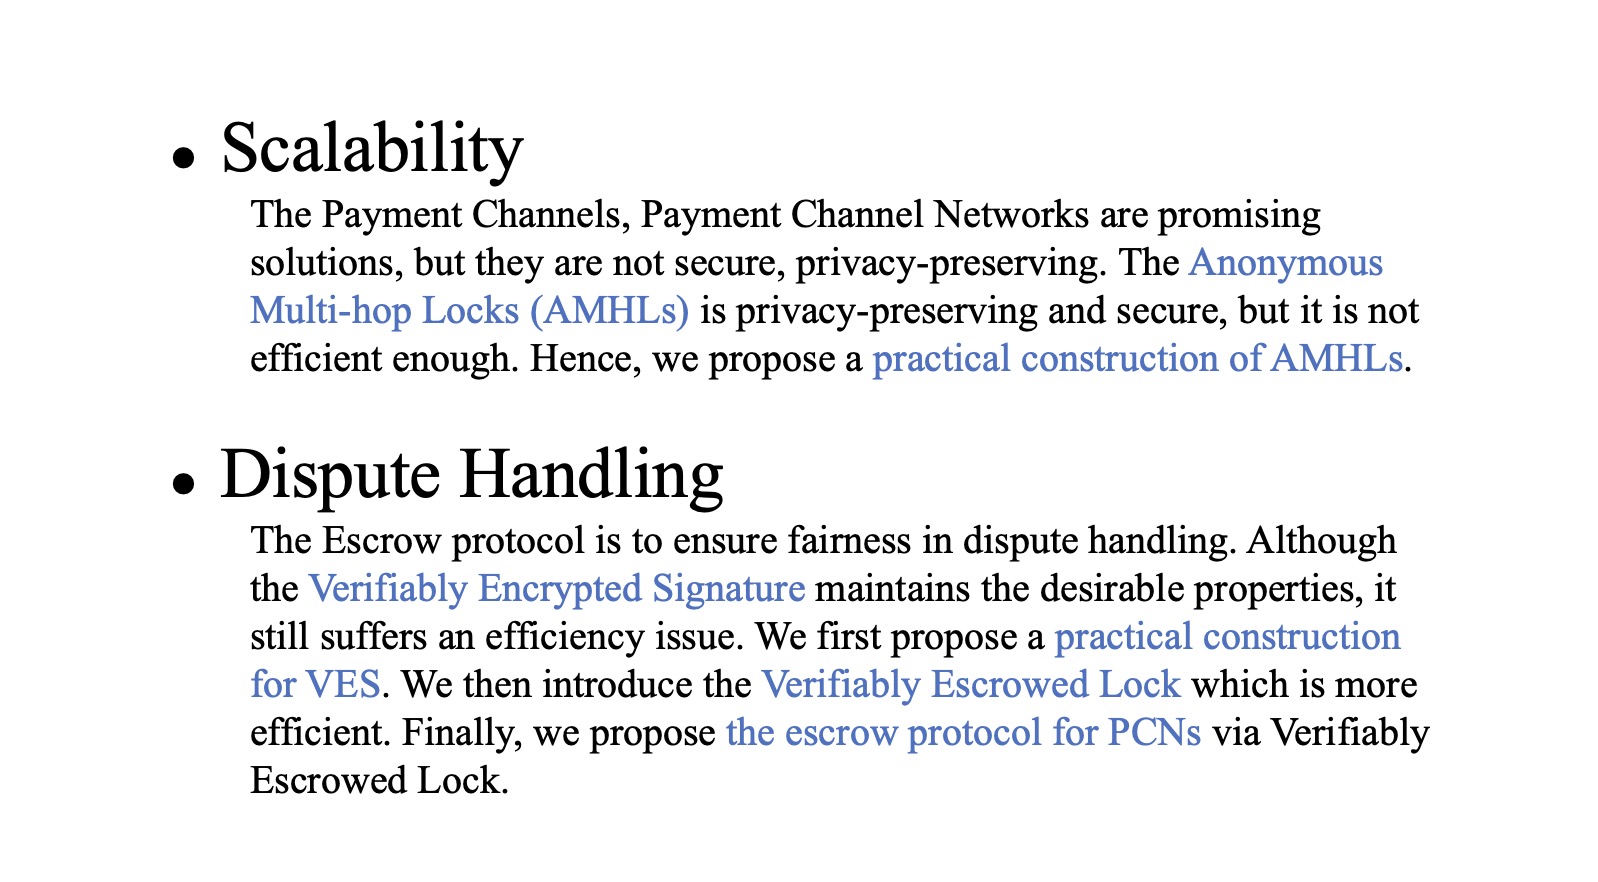 • Scalability
The Payment Channels, Payment Channel Networks are promising
solutions, but they are not secure, privacy-preserving. The Anonymous
Multi-hop Locks (AMHLs) is privacy-preserving and secure, but it is not
efficient enough. Hence, we propose a practical construction of AMHLs.
• Dispute Handling
The Escrow protocol is to ensure fairness in dispute handling. Although
the Verifiably Encrypted Signature maintains the desirable properties, it
still suffers an efficiency issue. We first propose a practical construction
for VES. We then introduce the Verifiably Escrowed Lock which is more
efficient. Finally, we propose the escrow protocol for PCNs via Verifiably
Escrowed Lock.